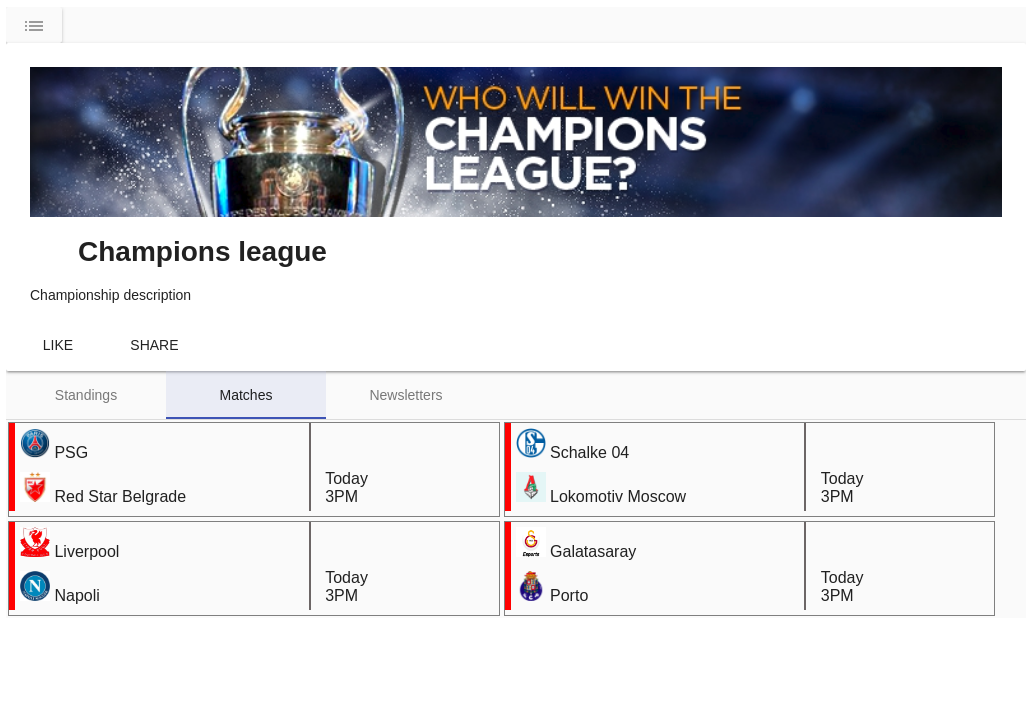 WHO WILL WIN THE
CHAMPIONS
LEAGUE?
Champions league
Championship description
LIKE SHARE
Standings Matches Newsletters
PSG
Red Star Belgrade
Today
3PM
Schalke 04
Lokomotiv Moscow
Today
3PM
Liverpool
Napoli
Today
3PM
Galatasaray
Porto
Today
3PM